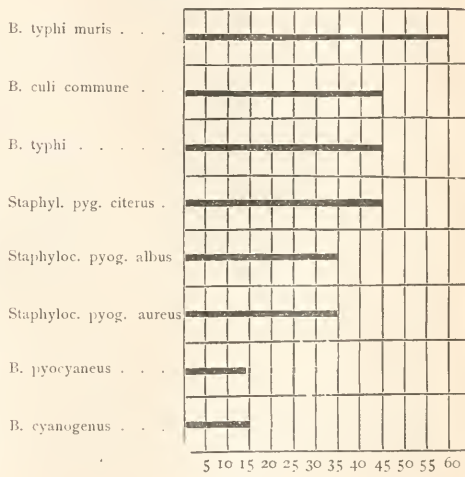 B. typhi muris . . .
B. culi commune . .
B. typhi . . . . .
Staphyl. pyg. citerus .
Staphyloc. pyog. albus
Staphyloc. pyog. aureus
B. pyocyaneus . . .
B. cyanogenus . . .
5 10 15 20 25 30 35 40 45 50 55 60